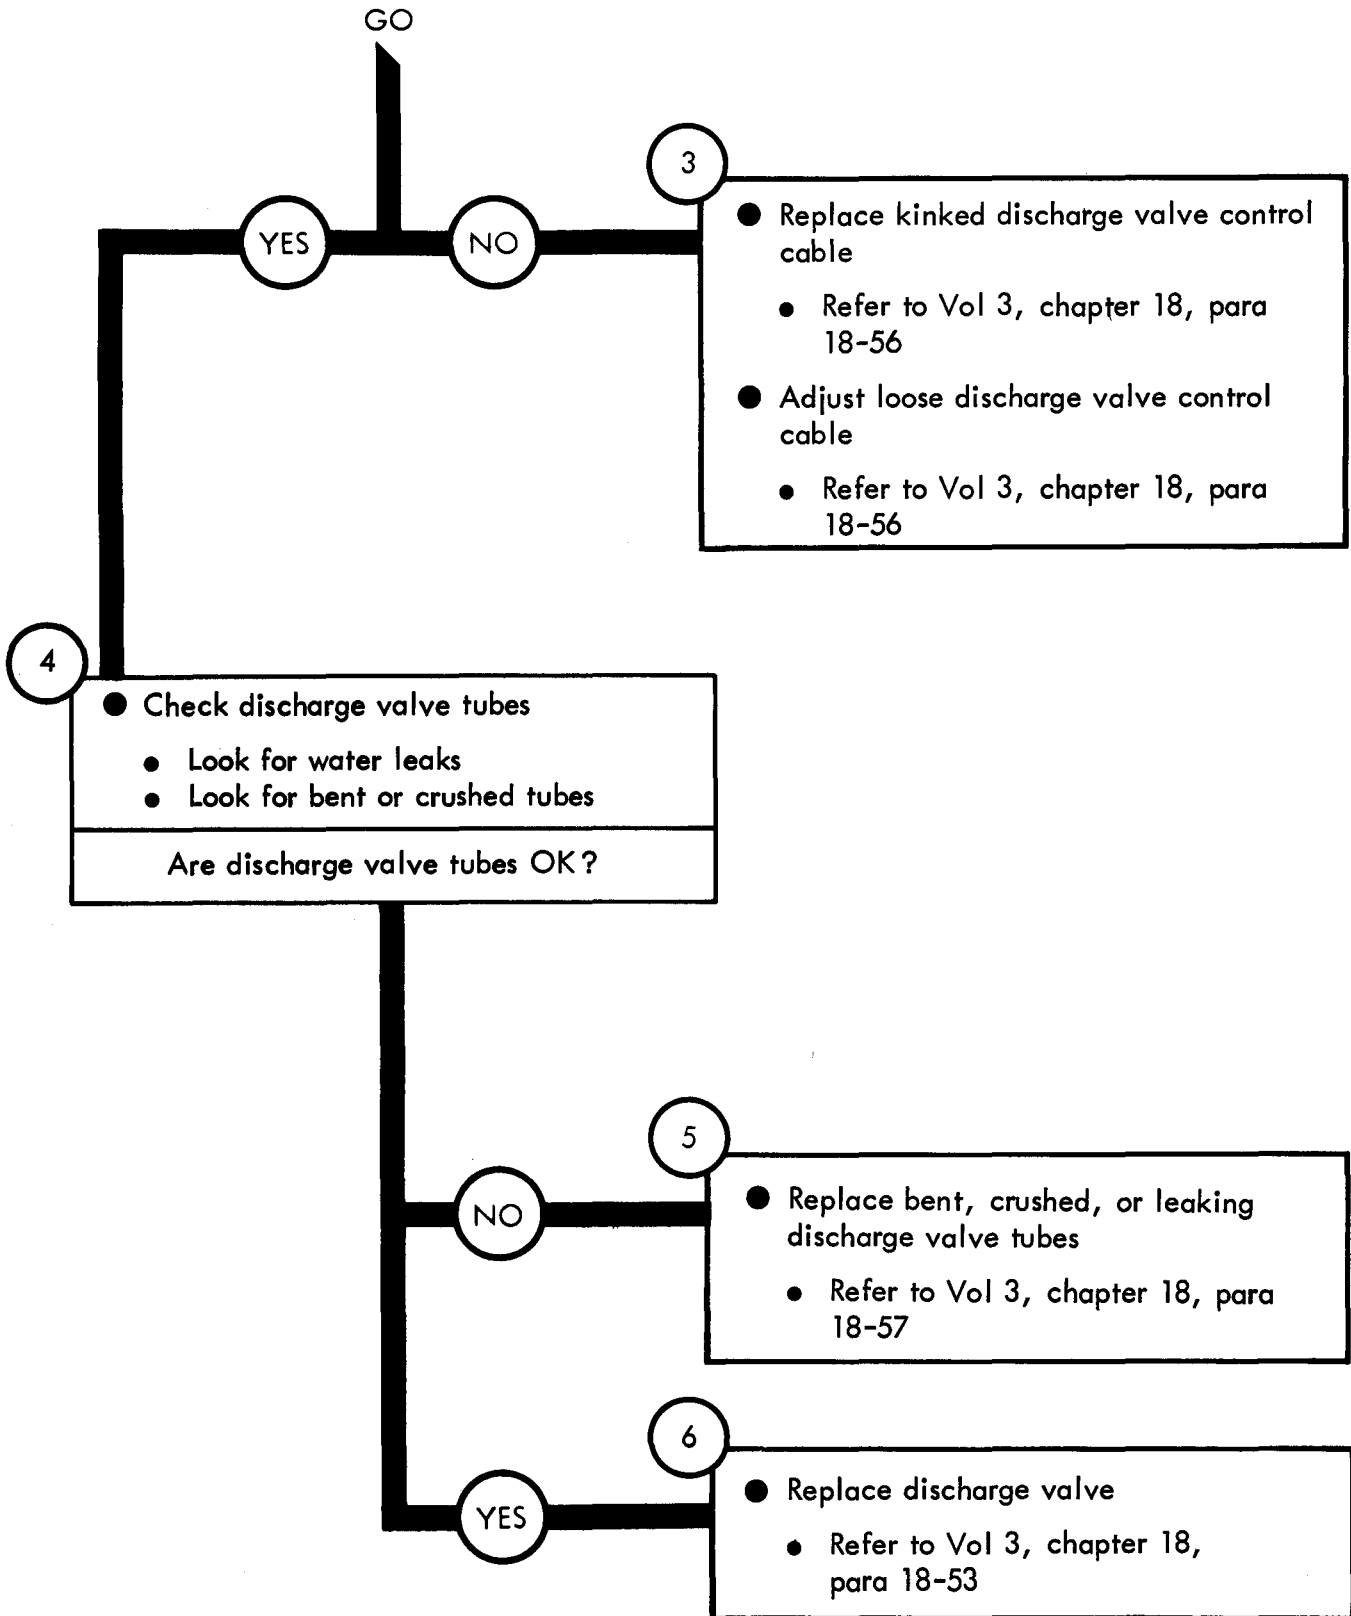 GO
YES
NO
3
● Replace kinked discharge valve control
cable
● Refer to Vol 3, chapter 18, para
18-56
● Adjust loose discharge valve control
cable
● Refer to Vol 3, chapter 18, para
18-56
4
● Check discharge valve tubes
● Look for water leaks
● Look for bent or crushed tubes
Are discharge valve tubes OK?
NO
5
● Replace bent, crushed, or leaking
discharge valve tubes
● Refer to Vol 3, chapter 18, para
18-57
YES
6
● Replace discharge valve
● Refer to Vol 3, chapter 18,
para 18-53